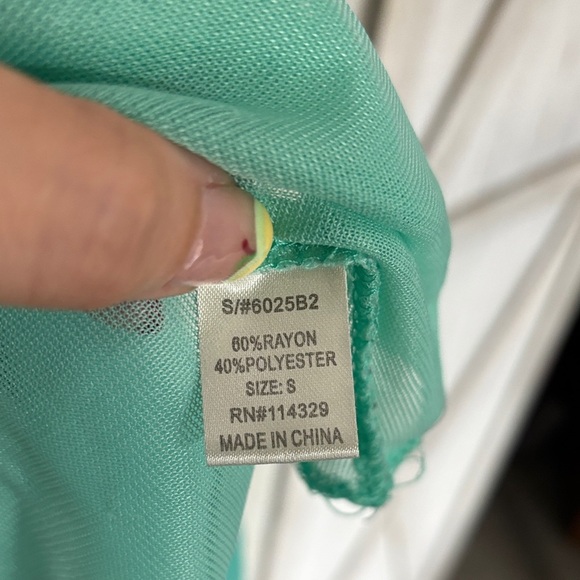 S/#6025B2
60%RAYON
40%POLYESTER
SIZE: S
RN#114329
MADE IN CHINA